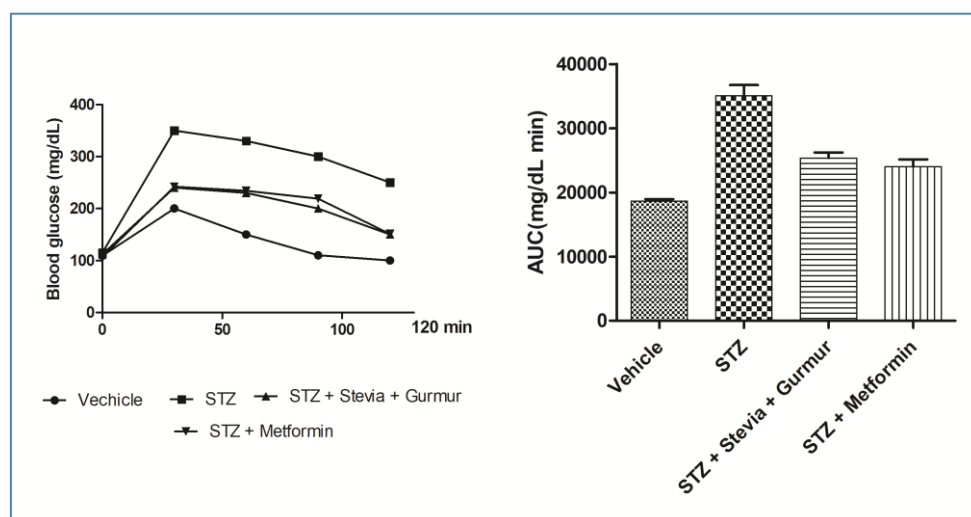 Blood glucose (mg/dL)
400
300
200
100
0
0
50
100
120 min
Vechicle
STZ
STZ + Stevia + Gurmur
STZ + Metformin
AUC(mg/dL min)
40000
30000
20000
10000
0
Vehicle
STZ
STZ + Stevia + Gurmur
STZ + Metformin